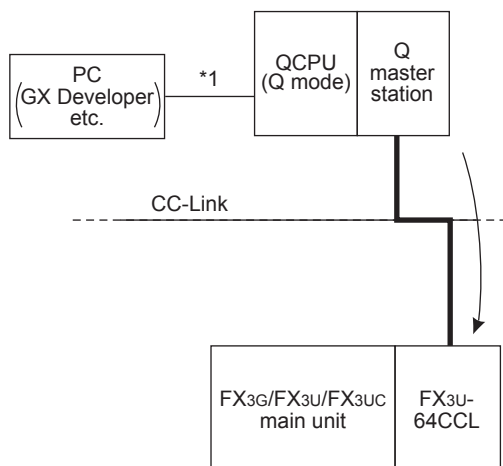 PC
(GX Developer)
etc.
*1
QCPU
(Q mode)
Q
master
station
CC-Link
FX3G/FX3U/FX3UC
main unit
FX3U-
64CCL